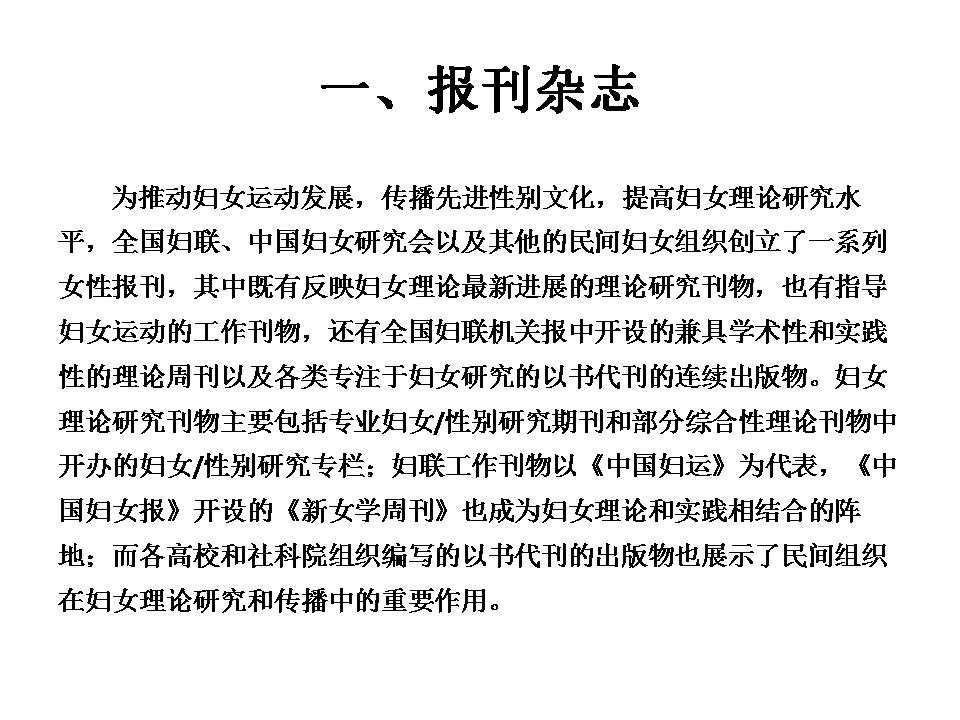 一、报刊杂志
为推动妇女运动发展，传播先进性别文化，提高妇女理论研究水
平，全国妇联、中国妇女研究会以及其他的民间妇女组织创立了一系列
女性报刊，其中既有反映妇女理论最新进展的理论研究刊物，也有指导
妇女运动的工作刊物，还有全国妇联机关报中开设的兼具学术性和实践
性的理论周刊以及各类专注于妇女研究的以书代刊的连续出版物。妇女
理论研究刊物主要包括专业妇女/性别研究期刊和部分综合性理论刊物中
开办的妇女/性别研究专栏；妇联工作刊物以《中国妇运》为代表，《中
国妇女报》开设的《新女学周刊》也成为妇女理论和实践相结合的阵
地；而各高校和社科院组织编写的以书代刊的出版物也展示了民间组织
在妇女理论研究和传播中的重要作用。